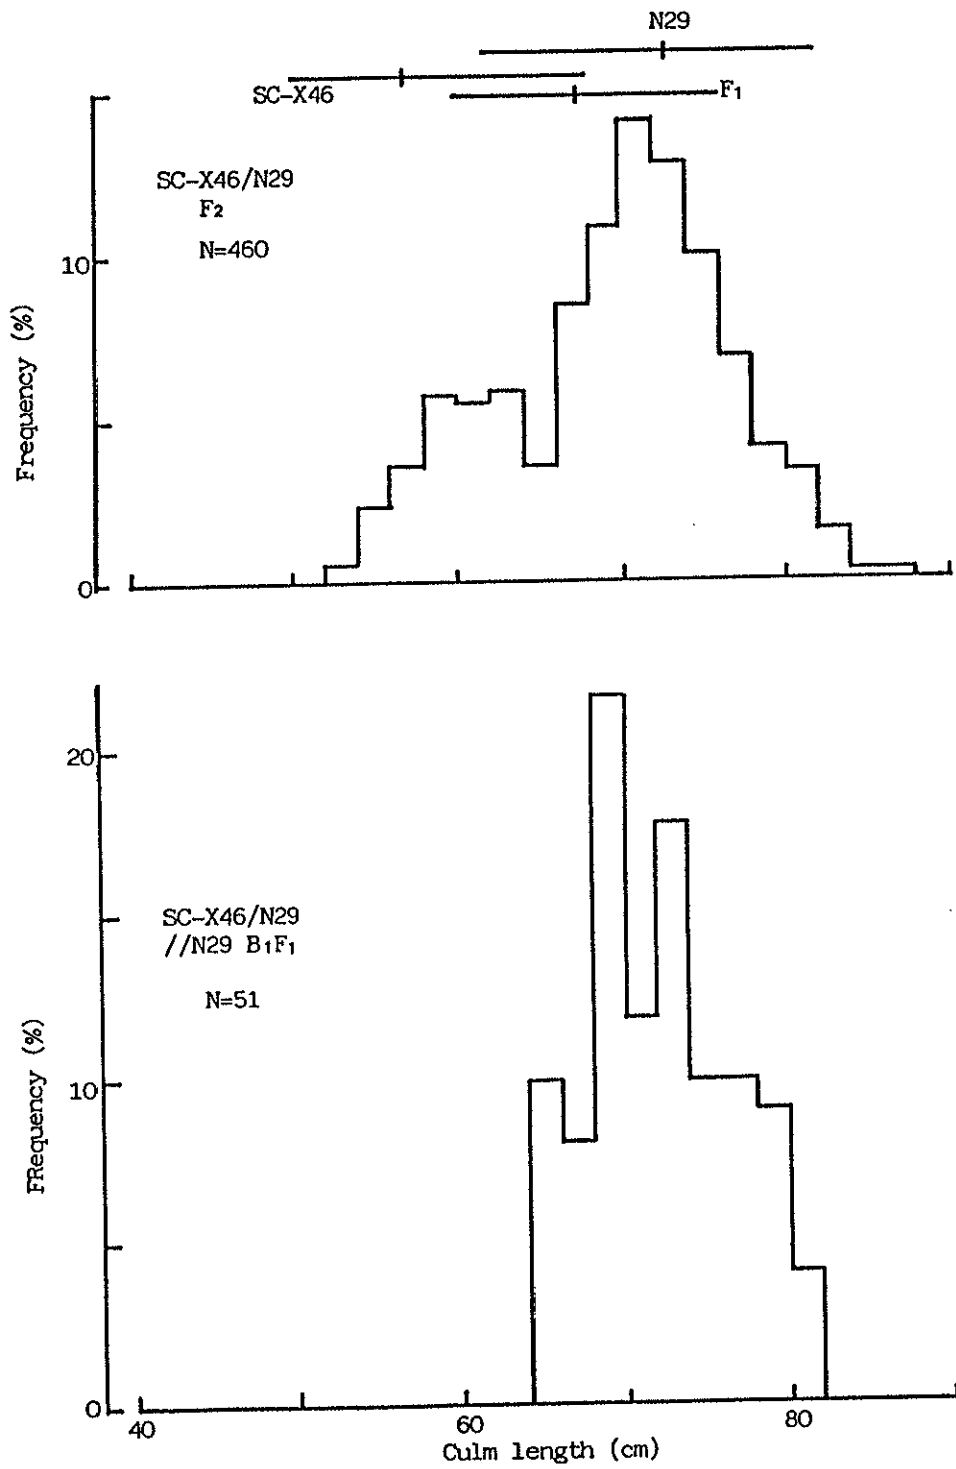 N29
SC-X46
F₁
SC-X46/N29
F₂
N=460
10
0
Frequency (%)
20
SC-X46/N29
//N29 B₁F₁
N=51
10
0
FRequency (%)
40
60
80
Culm length (cm)